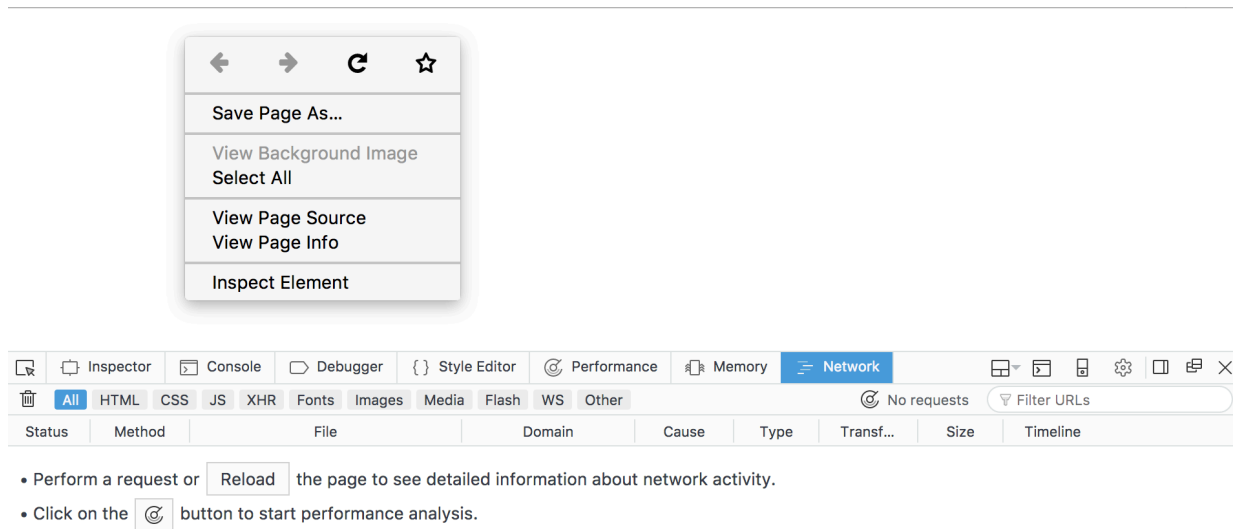 Save Page As...
View Background Image
Select All
View Page Source
View Page Info
Inspect Element
Inspector Console Debugger { } Style Editor Performance Memory Network
All HTML CSS JS XHR Fonts Images Media Flash WS Other No requests Filter URLs
Status Method File Domain Cause Type Transf... Size Timeline
• Perform a request or Reload the page to see detailed information about network activity.
• Click on the button to start performance analysis.